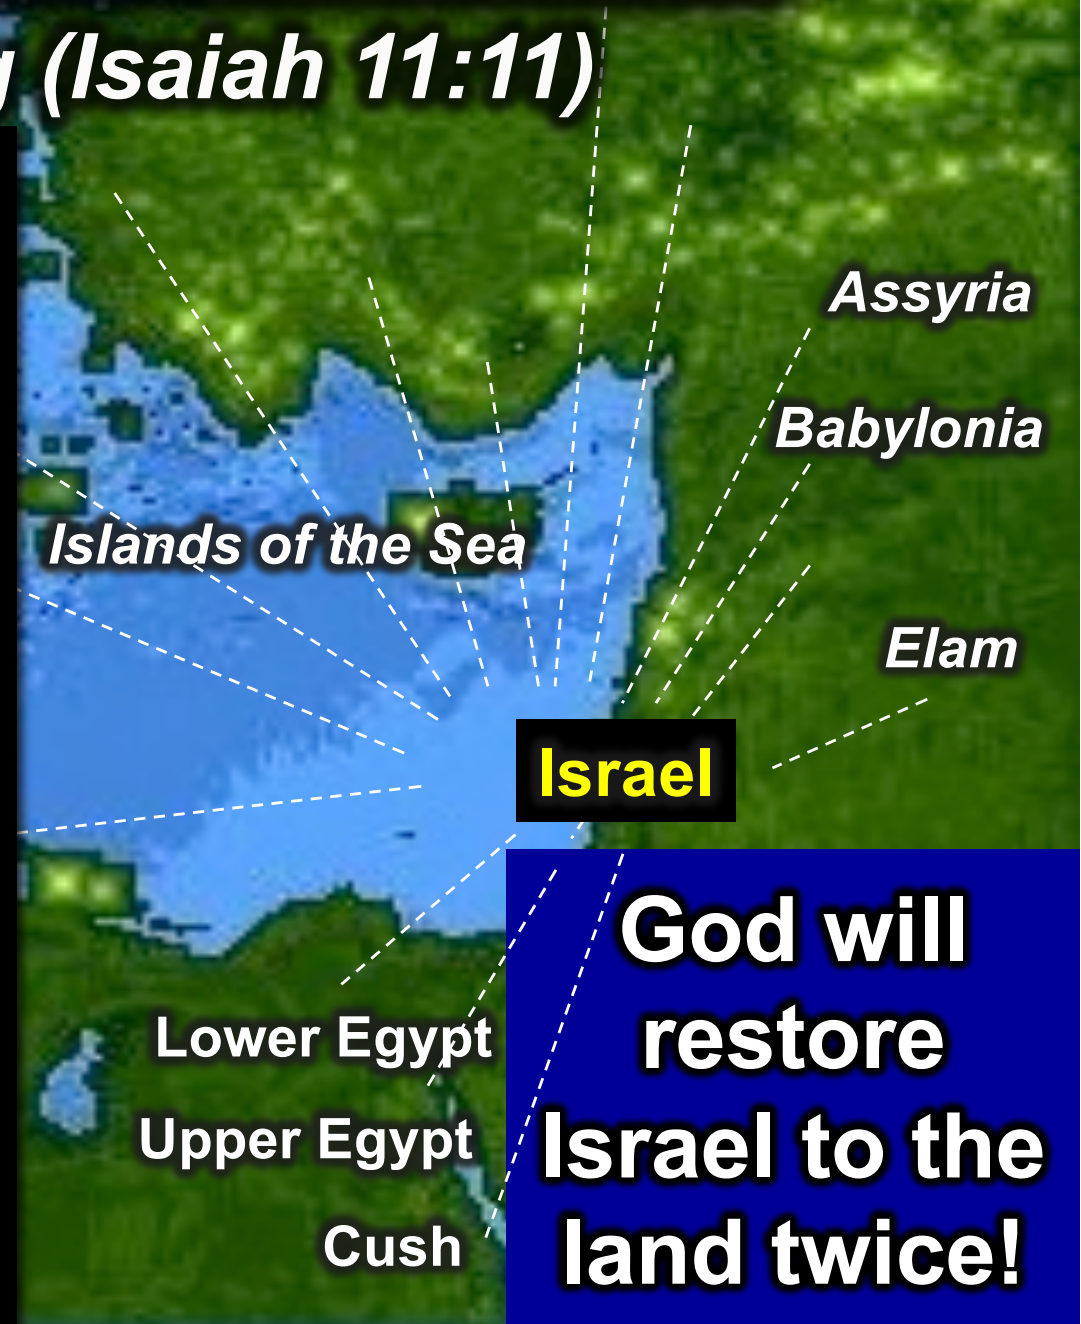 (Isaiah 11:11)
Assyria
Babylonia
Islands of the Sea
Elam
Israel
God will
restore
Israel to the
land twice!
Lower Egypt
Upper Egypt
Cush